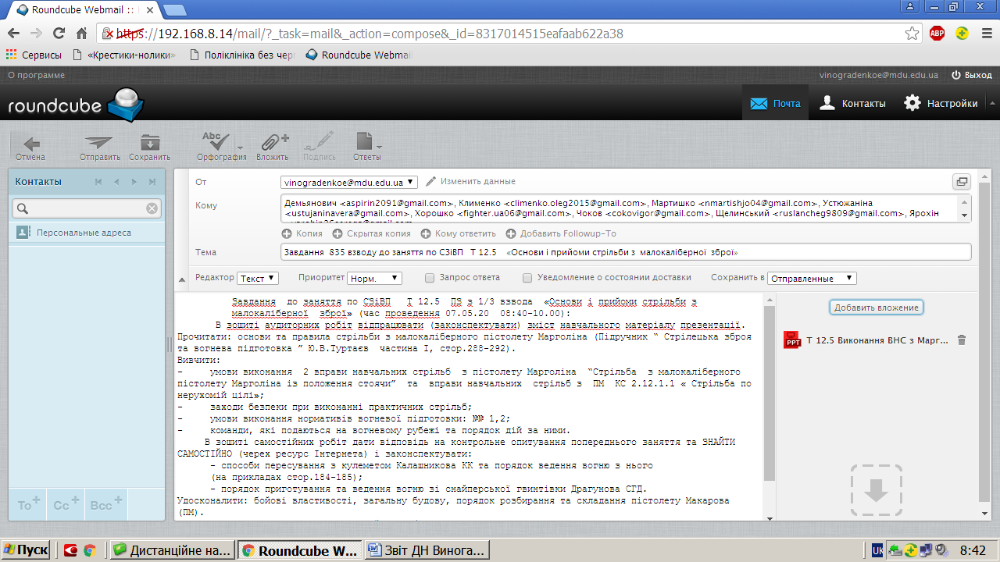 Roundcube Webmail ::
https://192.168.8.14/mail/?_task=mail&_action=compose&_id=8317014515eafaab622a38
ABP
Сервисы «Крестики-нолики» Поліклініка без чер Roundcube Webmai
О программе vinogradenkoe@mdu.edu.ua Выход
roundcube Почта Контакты Настройки
Abc
Отмена Отправить Сохранить Орфография Вложить Подпись Ответы
Контакты
Персональные адреса
To+ Cc+ Bcc+
От vinogradenkoe@mdu.edu.ua Изменить данные
Кому Демьянович <aspirin2091@gmail.com>, Клименко <climenko.oleg2015@gmail.com>, Мартишко <nmartishjo04@gmail.com>, Устюжаніна
<ustujaninavera@gmail.com>, Хорошко <fighter.ua06@gmail.com>, Чоков <cokovigor@gmail.com>, Щелинський <ruslancheg9809@gmail.com>, Ярохін
Копия Скрытая копия Кому ответить Добавить Followup-To
Тема Завдання 835 взводу до заняття по СЗіВП Т 12.5 «Основи і прийоми стрільби з малокаліберної зброї»
Редактор Текст Приоритет Норм. Запрос ответа Уведомление о состоянии доставки Сохранить в Отправленные
Завдання до заняття по СЗіВП Т 12.5 ПЗ з 1/3 взвода «Основи і прийоми стрільби з
малокаліберної зброї» (час проведення 07.05.20 08:40-10.00):
В зошиті аудиторних робіт відпрацювати (законспектувати) зміст навчального матеріалу презентації.
Прочитати: основи та правила стрільби з малокаліберного пістолету Марголіна (Підручник “ Стрілецька зброя
та вогнева підготовка ” Ю.В.Туртаєв частина І, стор.288-292).
Вивчити:
- умови виконання 2 вправи навчальних стрільб з пістолету Марголина “Стрільба з малокаліберного
пістолету Марголина із положення стоячи” та вправи навчальних стрільб з ПМ КС 2.12.1.1 « Стрільба по
нерухомій цілі»;
- заходи безпеки при виконанні практичних стрільб;
- умови виконання нормативів вогневої підготовки: №№ 1,2;
- команди, які подаються на вогневому рубежі та порядок дій за ними.
В зошиті самостійних робіт дати відповідь на контрольне опитування попереднього заняття та ЗНАЙТИ
САМОСТІЙНО (через ресурс Інтернета) і законспектувати:
- способи пересування з кулеметом Калашникова КК та порядок ведення вогню з нього
(на прикладах стор.184-185);
- порядок приготування та ведення вогню зі снайперської гвинтівки Драгунова СГД.
Удосконалити: бойові властивості, загальну будову, порядок розбирання та складання пістолету Макарова
(ПМ).
Добавить вложение
PPT Т 12.5 Виконання ВНС з Марг...
Пуск Дистанційне на... Roundcube W... Звіт ДН Винога... UK 8:42